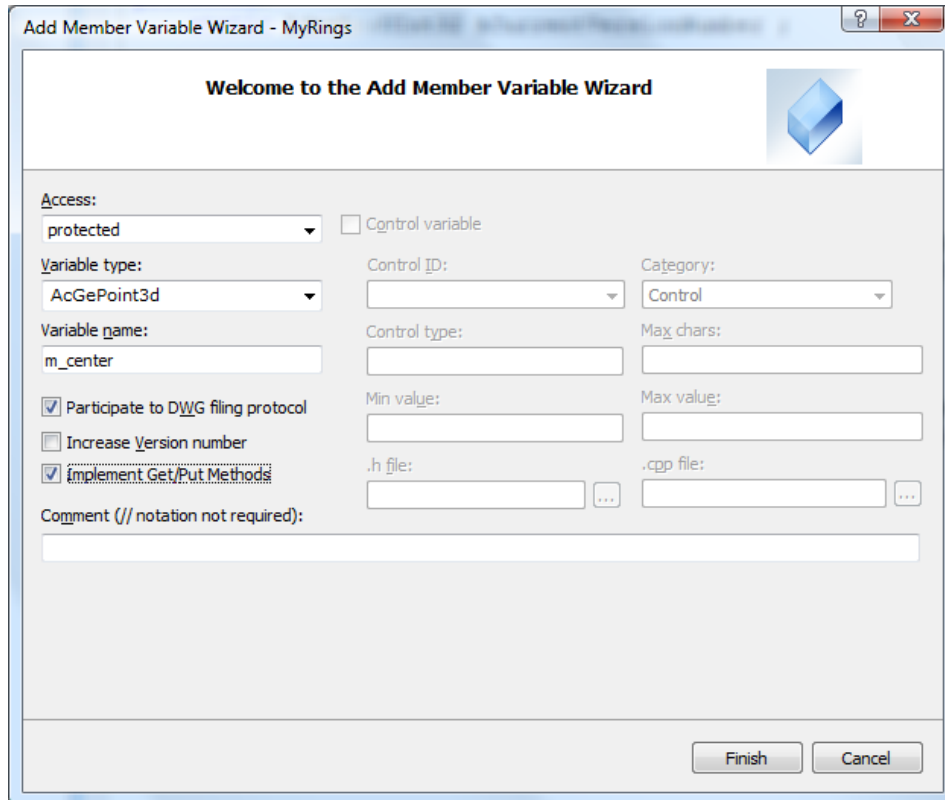 Add Member Variable Wizard - MyRings
?
X
Welcome to the Add Member Variable Wizard
Access:
protected
Control variable
Variable type:
AcGePoint3d
Control ID:
Category:
Control
Variable name:
m_center
Control type:
Max chars:
Participate to DWG filing protocol
Increase Version number
Implement Get/Put Methods
Min value:
Max value:
.h file:
...
.cpp file:
...
Comment (// notation not required):
Finish
Cancel